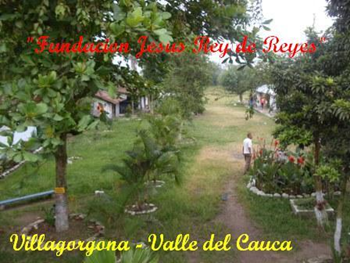 "Fundacion Jesus Rey de Reyes"
Villagorgona - Valle del Cauca